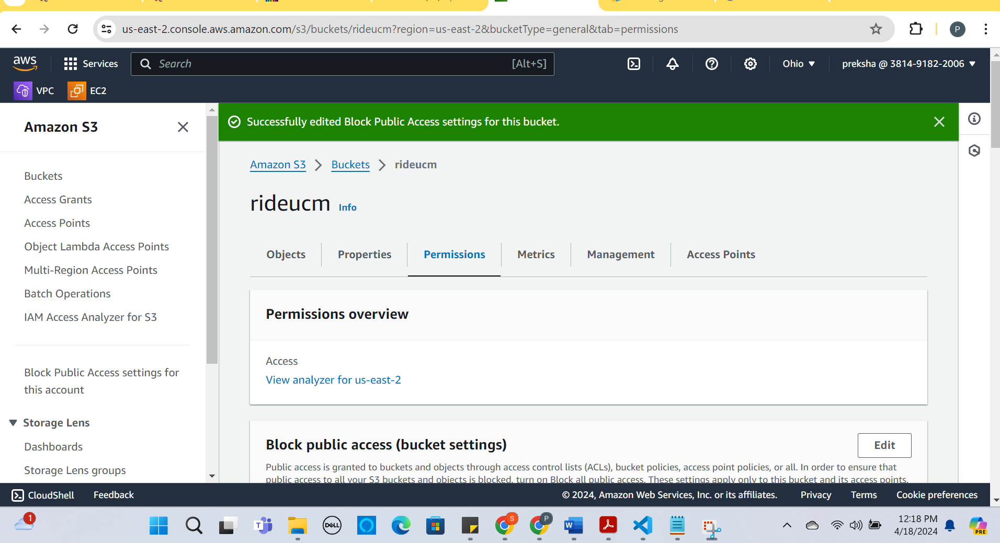 us-east-2.console.aws.amazon.com/s3/buckets/rideucm?region=us-east-2&bucketType=general&tab=permissions
P
aws
Services
Search
[Alt+S]
Ohio
preksha @ 3814-9182-2006
VPC
EC2
Amazon S3
Successfully edited Block Public Access settings for this bucket.
Buckets
Access Grants
Access Points
Object Lambda Access Points
Multi-Region Access Points
Batch Operations
IAM Access Analyzer for S3
Block Public Access settings for
this account
Storage Lens
Dashboards
Storage Lens groups
Amazon S3 > Buckets > rideucm
rideucm Info
Objects
Properties
Permissions
Metrics
Management
Access Points
Permissions overview
Access
View analyzer for us-east-2
Block public access (bucket settings)
Edit
Public access is granted to buckets and objects through access control lists (ACLs), bucket policies, access point policies, or all. In order to ensure that
public access to all your S3 buckets and objects is blocked, turn on Block all public access. These settings apply only to this bucket and its access points.
CloudShell
Feedback
© 2024, Amazon Web Services, Inc. or its affiliates.
Privacy
Terms
Cookie preferences
1
T
DELL
S
P
W
12:18 PM
4/18/2024
PRE